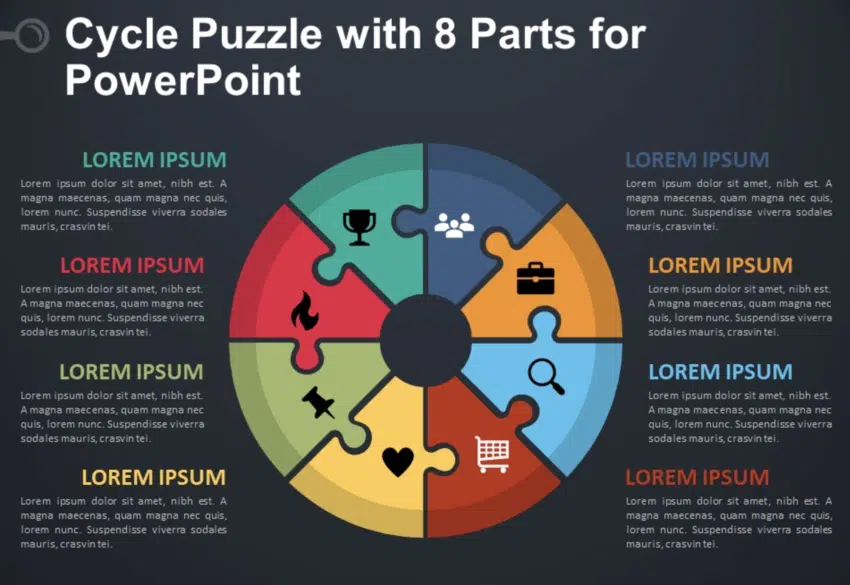 Cycle Puzzle with 8 Parts for
PowerPoint
LOREM IPSUM
Lorem ipsum dolor sit amet, nibh est. A
magna maecenas, quam magna nec quis,
lorem nunc. Suspendisse viverra sodales
mauris, crasvin tei.
LOREM IPSUM
Lorem ipsum dolor sit amet, nibh est.
A magna maecenas, quam magna nec
quis, lorem nunc. Suspendisse viverra
sodales mauris, crasvin tei.
LOREM IPSUM
Lorem ipsum dolor sit amet, nibh est.
A magna maecenas, quam magna nec
quis, lorem nunc. Suspendisse viverra
sodales mauris, crasvin tei.
LOREM IPSUM
Lorem ipsum dolor sit amet, nibh est. A
magna maecenas, quam magna nec quis,
lorem nunc. Suspendisse viverra sodales
mauris, crasvin tei.
LOREM IPSUM
Lorem ipsum dolor sit amet, nibh est. A
magna maecenas, quam magna nec quis,
lorem nunc. Suspendisse viverra sodales
mauris, crasvin tei.
LOREM IPSUM
Lorem ipsum dolor sit amet, nibh est.
A magna maecenas, quam magna nec
quis, lorem nunc. Suspendisse viverra
sodales mauris, crasvin tei.
LOREM IPSUM
Lorem ipsum dolor sit amet, nibh est.
A magna maecenas, quam magna nec
quis, lorem nunc. Suspendisse viverra
sodales mauris, crasvin tei.
LOREM IPSUM
Lorem ipsum dolor sit amet, nibh est. A
magna maecenas, quam magna nec quis,
lorem nunc. Suspendisse viverra sodales
mauris, crasvin tei.